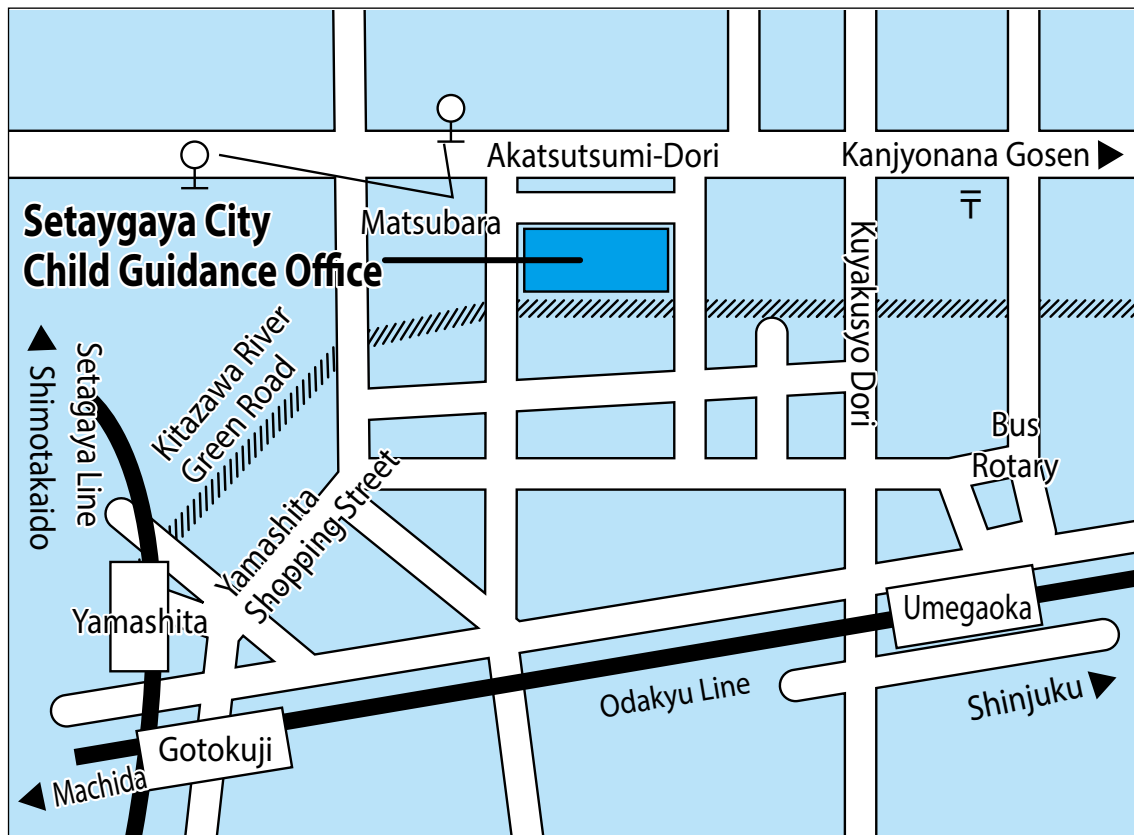 Akatsutsumi-Dori
Kanjyonana Gosen
〒
Setaygaya City
Child Guidance Office
Matsubara
Kuyakusyo Dori
Kitazawa River
Green Road
Setagaya Line
Shimotakaido
Yamashita
Shopping Street
Bus
Rotary
Yamashita
Umegaoka
Odakyu Line
Shinjuku
Gotokuji
Machida